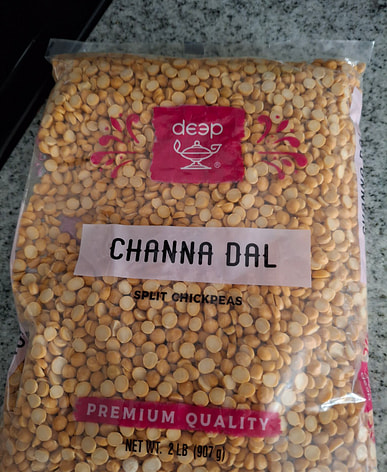 deep
®
CHANNA DAL
SPLIT CHICKPEAS
PREMIUM QUALITY
NET WT. 2 LB (907 g)